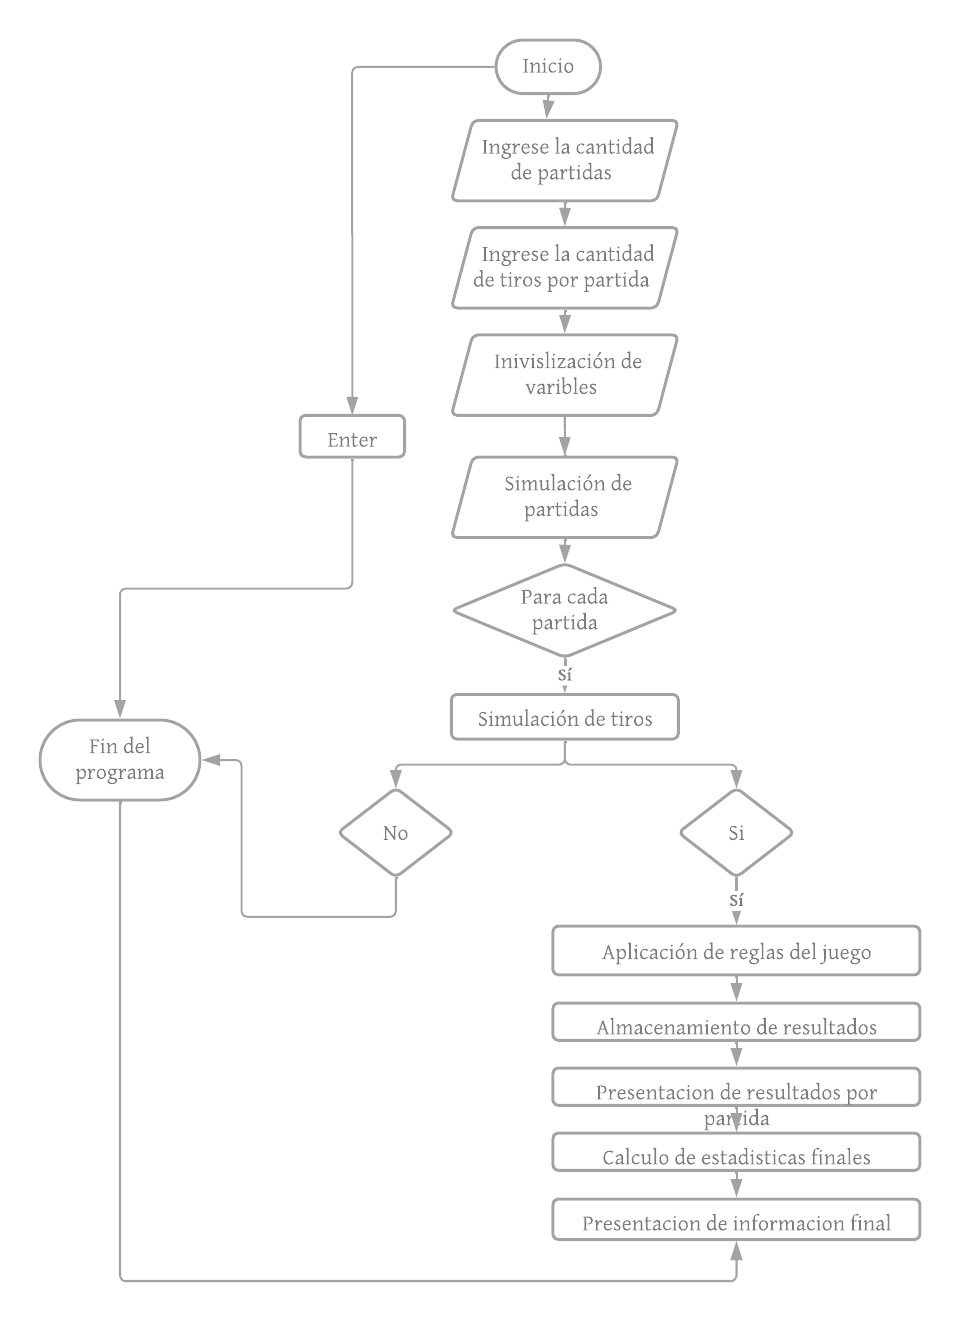 Inicio
Ingrese la cantidad
de partidas
Ingrese la cantidad
de tiros por partida
Inivislización de
varibles
Enter
Simulación de
partidas
Para cada
partida
Sí
Simulación de tiros
Fin del
programa
No
Si
Sí
Aplicación de reglas del juego
Almacenamiento de resultados
Presentacion de resultados por
partida
Calculo de estadisticas finales
Presentacion de informacion final